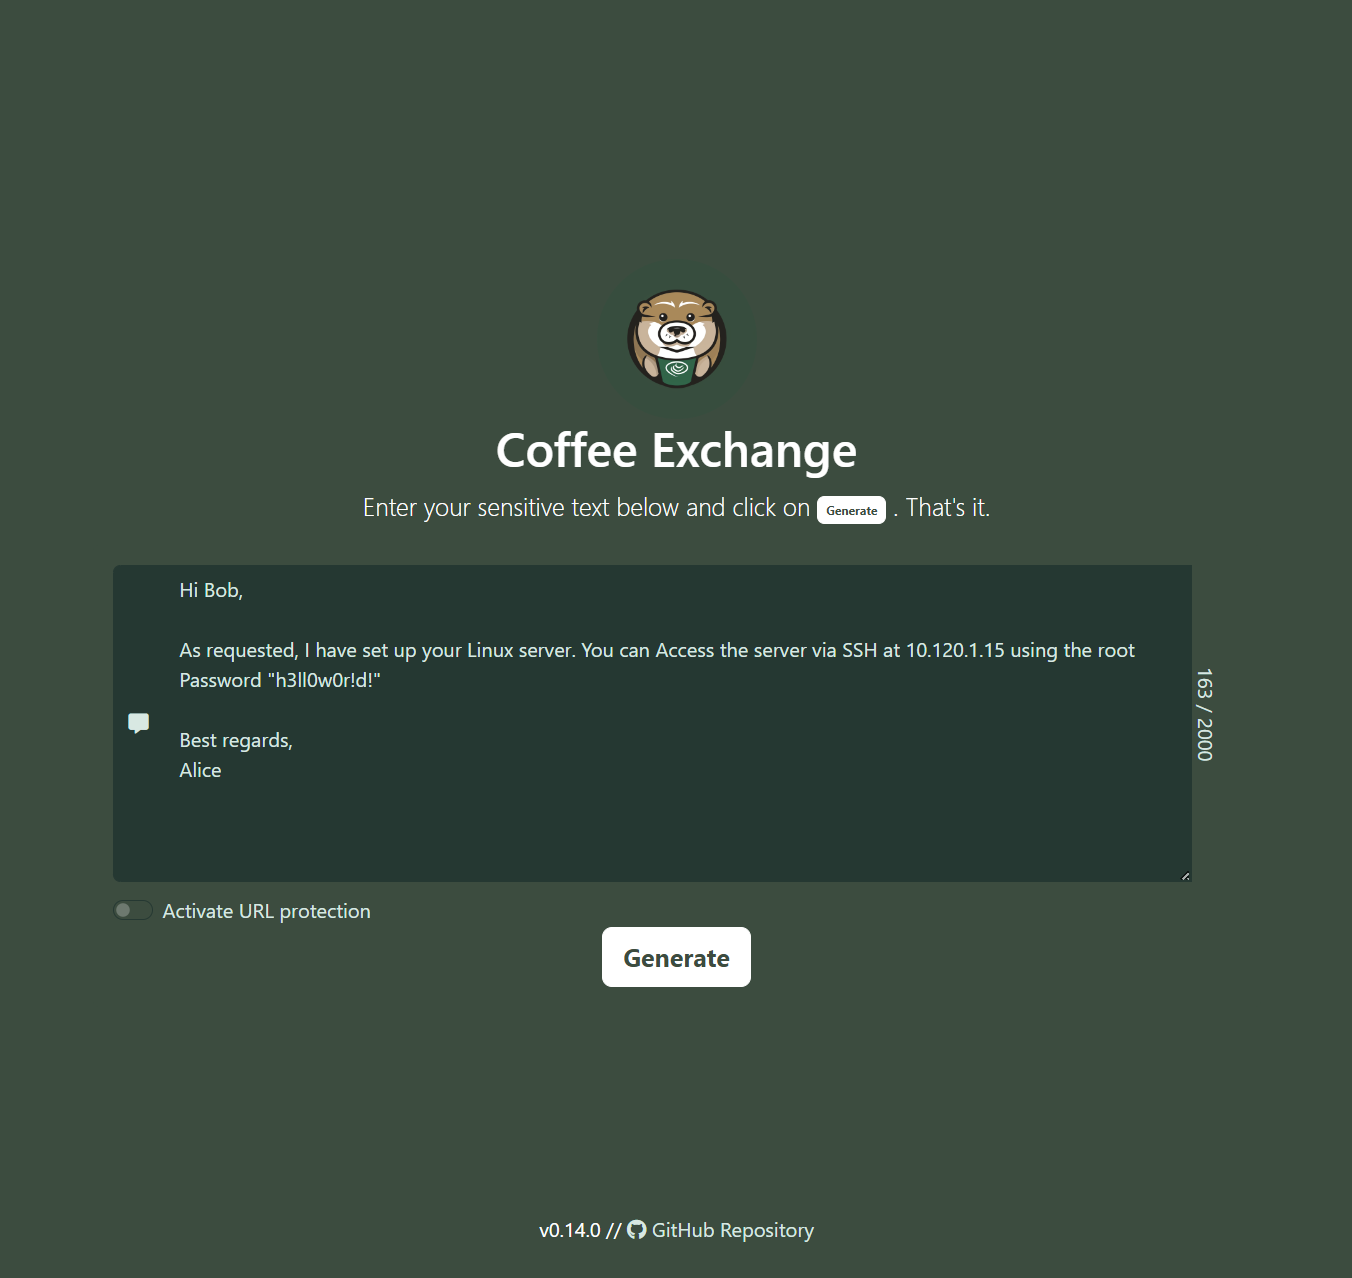 Coffee Exchange
Enter your sensitive text below and click on Generate . That's it.
Hi Bob,
As requested, I have set up your Linux server. You can Access the server via SSH at 10.120.1.15 using the root
Password "h3ll0w0r!d!"
Best regards,
Alice
163 / 2000
Activate URL protection
Generate
v0.14.0 // GitHub Repository